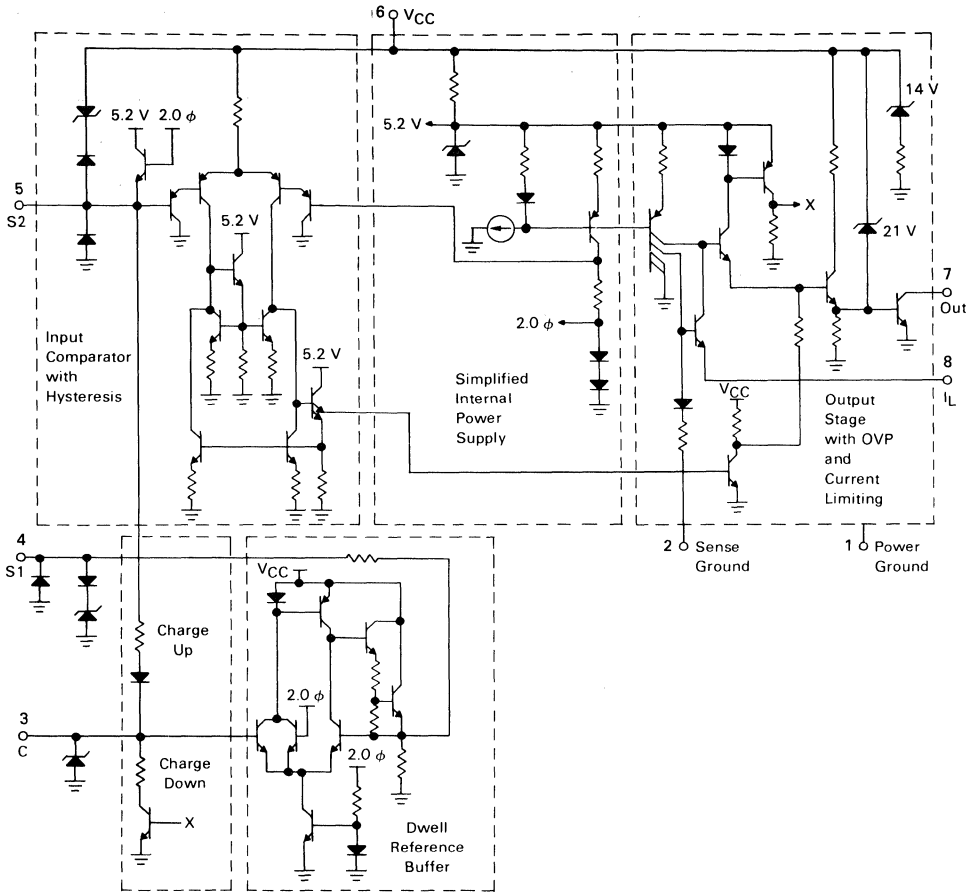 6 VCC
14 V
5.2 V 2.0 ϕ
5.2 V
5
S2
X
5.2 V
21 V
7
Out
2.0 ϕ
Input
Comparator
with
Hysteresis
5.2 V
Simplified
Internal
Power
Supply
8
IL
VCC
Output
Stage
with OVP
and
Current
Limiting
2 Sense
Ground
1 Power
Ground
4
S1
VCC
Charge
Up
2.0 ϕ
3
C
Charge
Down
2.0 ϕ
X
Dwell
Reference
Buffer